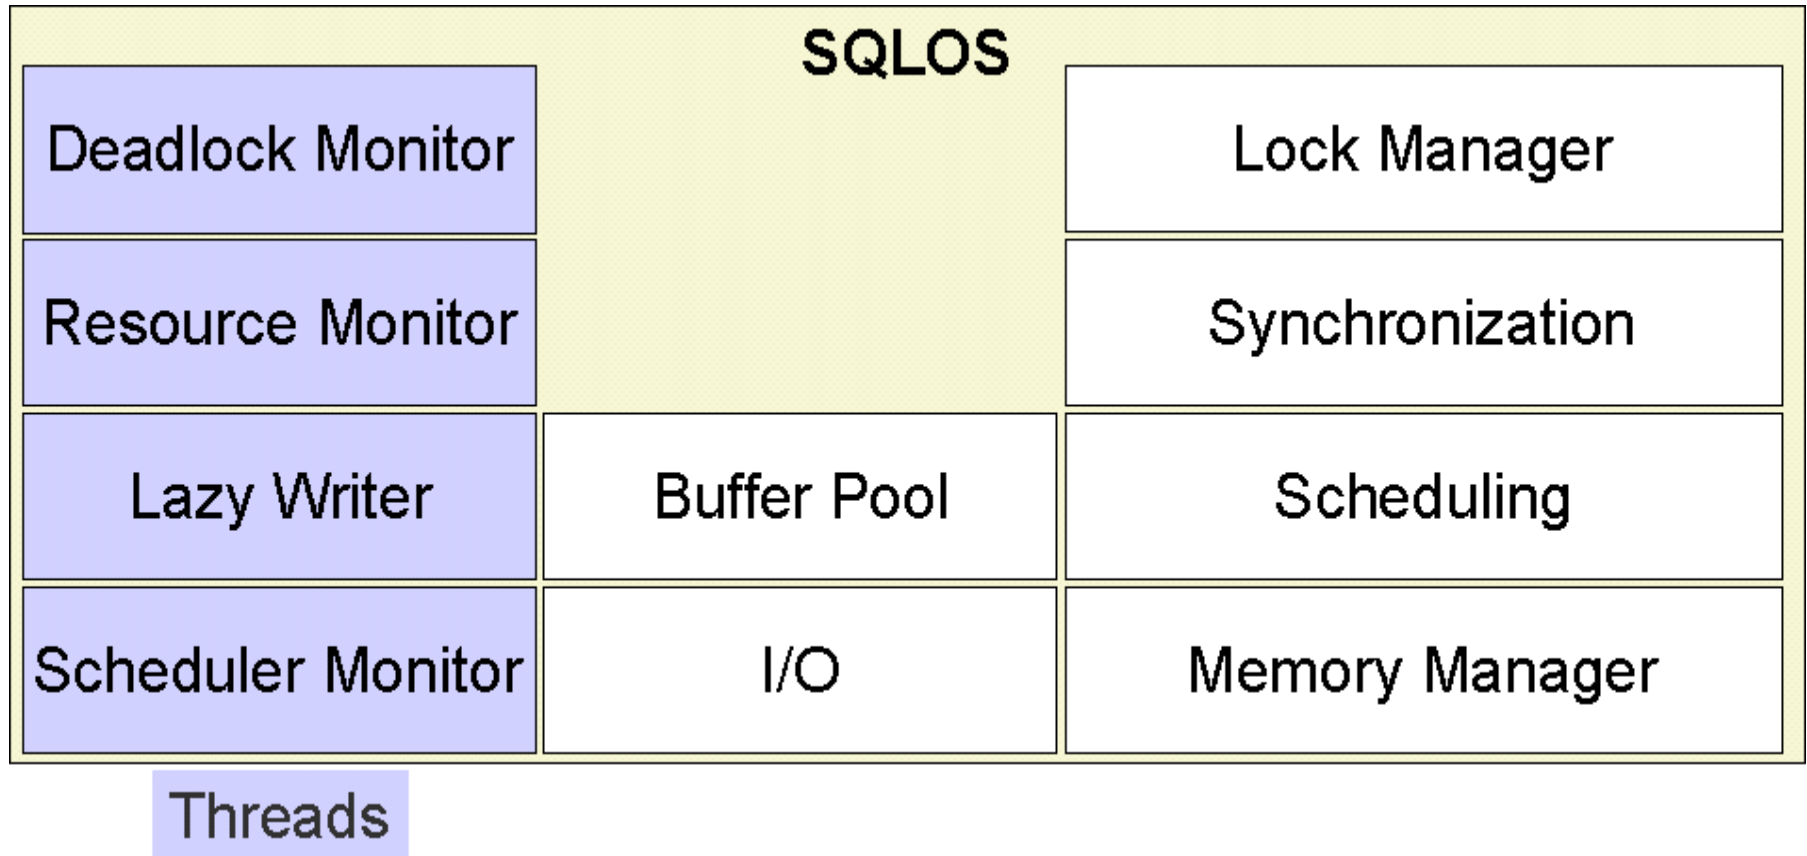 SQLOS
Deadlock Monitor
Lock Manager
Resource Monitor
Synchronization
Lazy Writer
Buffer Pool
Scheduling
Scheduler Monitor
I/O
Memory Manager
Threads